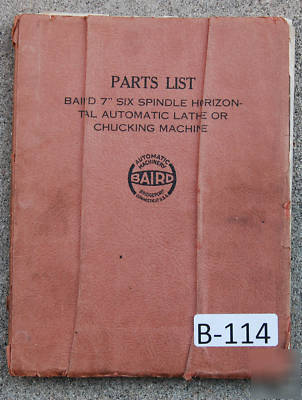 PARTS LIST
BAIRD 7" SIX SPINDLE HORIZON-
TAL AUTOMATIC LATHE OR
CHUCKING MACHINE
AUTOMATIC
MACHINERY
BAIRD
BRIDGEPORT
CONNECTICUT U.S.A.
B-114